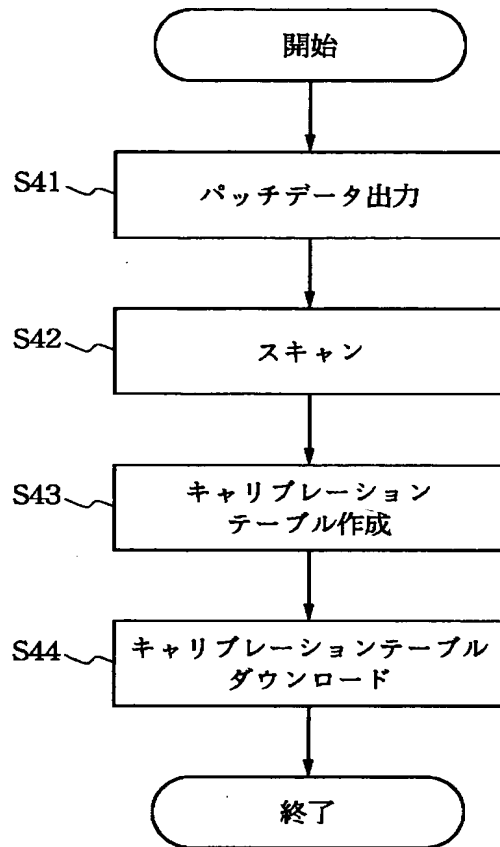 開始
S41
パッチデータ出力
S42
スキャン
S43
キャリブレーション
テーブル作成
S44
キャリブレーションテーブル
ダウンロード
終了